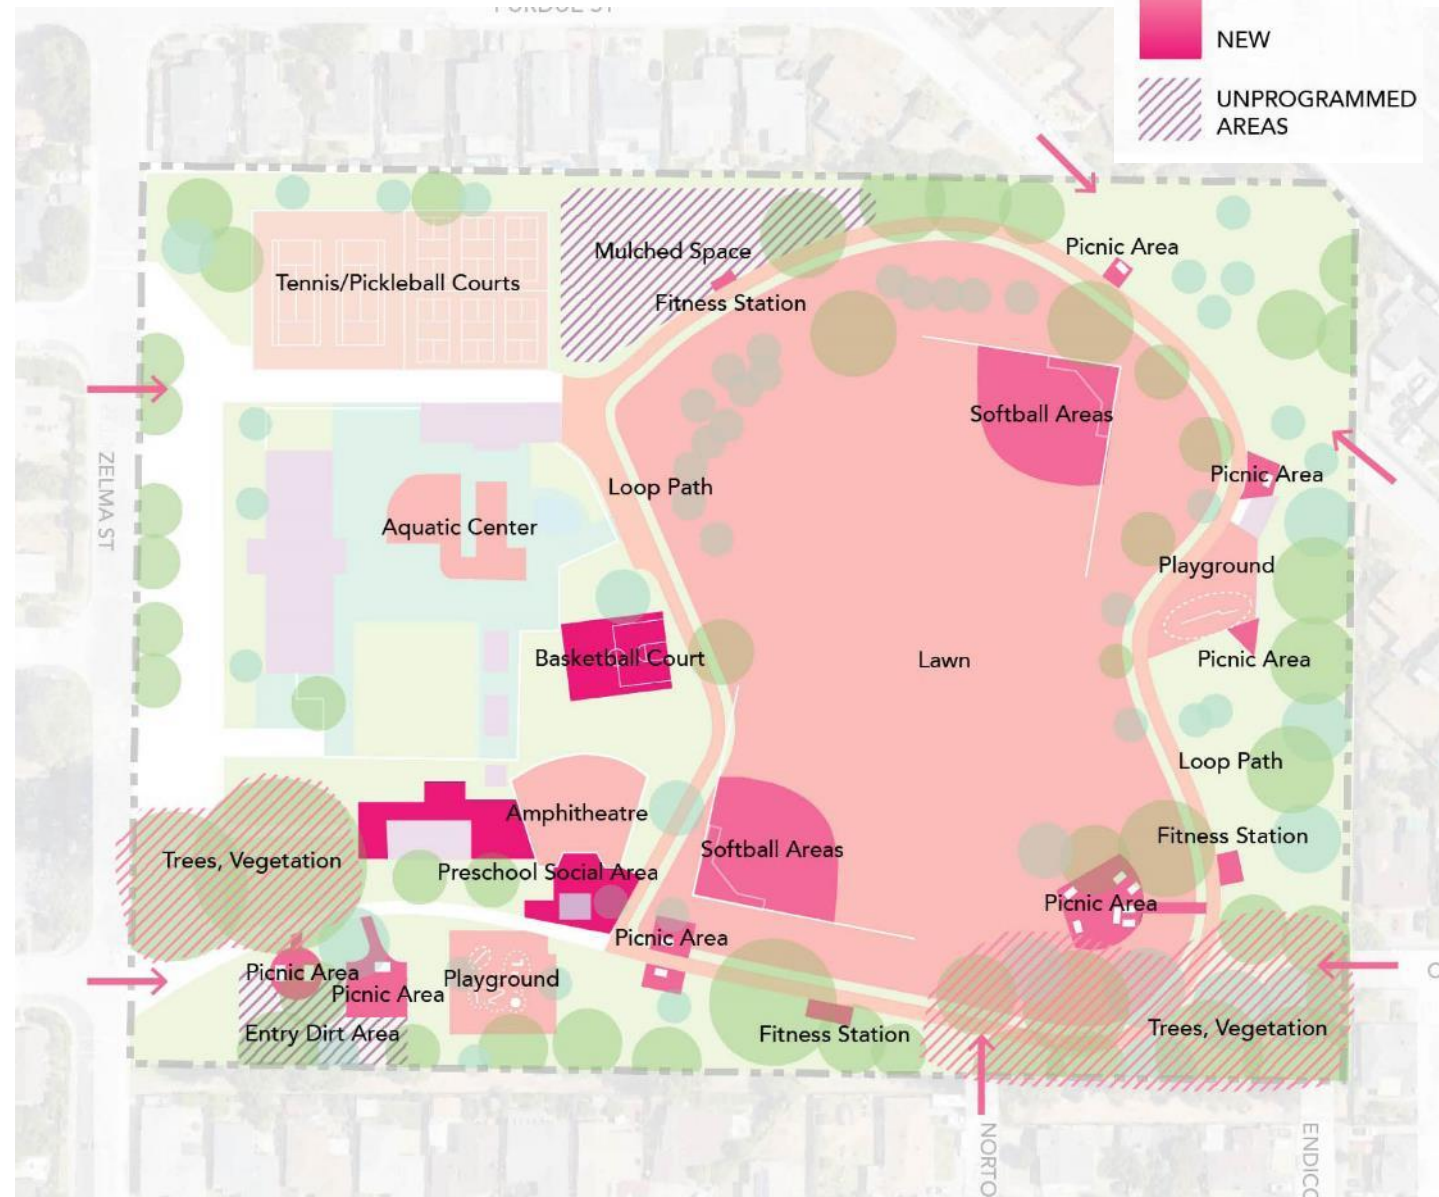 PURDUE ST
NEW
UNPROGRAMMED
AREAS
Mulched Space
Picnic Area
Tennis/Pickleball Courts
Fitness Station
Softball Areas
ZELMA ST
Loop Path
Picnic Area
Aquatic Center
Playground
Basketball Court
Lawn
Picnic Area
Loop Path
Amphitheatre
Fitness Station
Trees, Vegetation
Softball Areas
Preschool Social Area
Picnic Area
Picnic Area
Picnic Area
Playground
Picnic Area
Entry Dirt Area
Fitness Station
Trees, Vegetation
NORTO
ENDICC